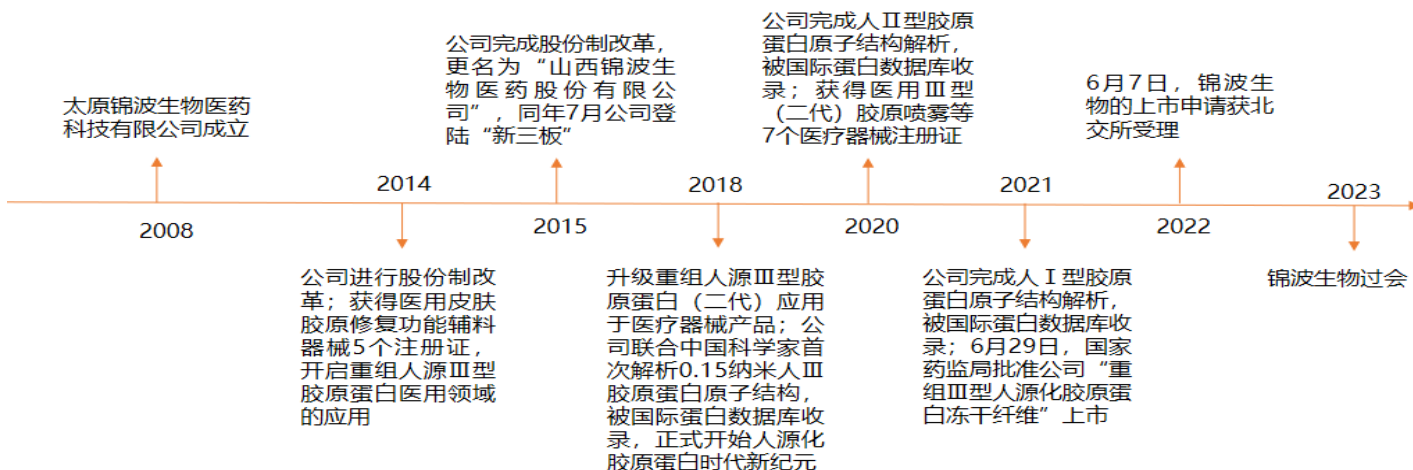 太原锦波生物医药
科技有限公司成立
2008
2014
公司进行股份制改
革；获得医用皮肤
胶原修复功能辅料
器械5个注册证，
开启重组人源Ⅲ型
胶原蛋白医用领域
的应用
公司完成股份制改革，
更名为“山西锦波生
物医药股份有限公
司”，同年7月公司登
陆“新三板”
2015
2018
升级重组人源Ⅲ型胶
原蛋白（二代）应用
于医疗器械产品；公
司联合中国科学家首
次解析0.15纳米人Ⅲ
胶原蛋白原子结构，
被国际蛋白数据库收
录，正式开始人源化
胶原蛋白时代新纪元
公司完成人Ⅱ型胶原
蛋白原子结构解析，
被国际蛋白数据库收
录；获得医用Ⅲ型
（二代）胶原喷雾等
7个医疗器械注册证
2020
2021
公司完成人Ⅰ型胶原
蛋白原子结构解析，
被国际蛋白数据库收
录；6月29日，国家
药监局批准公司“重
组Ⅲ型人源化胶原蛋
白冻干纤维”上市
6月7日，锦波生
物的上市申请获北
交所受理
2022
2023
锦波生物过会